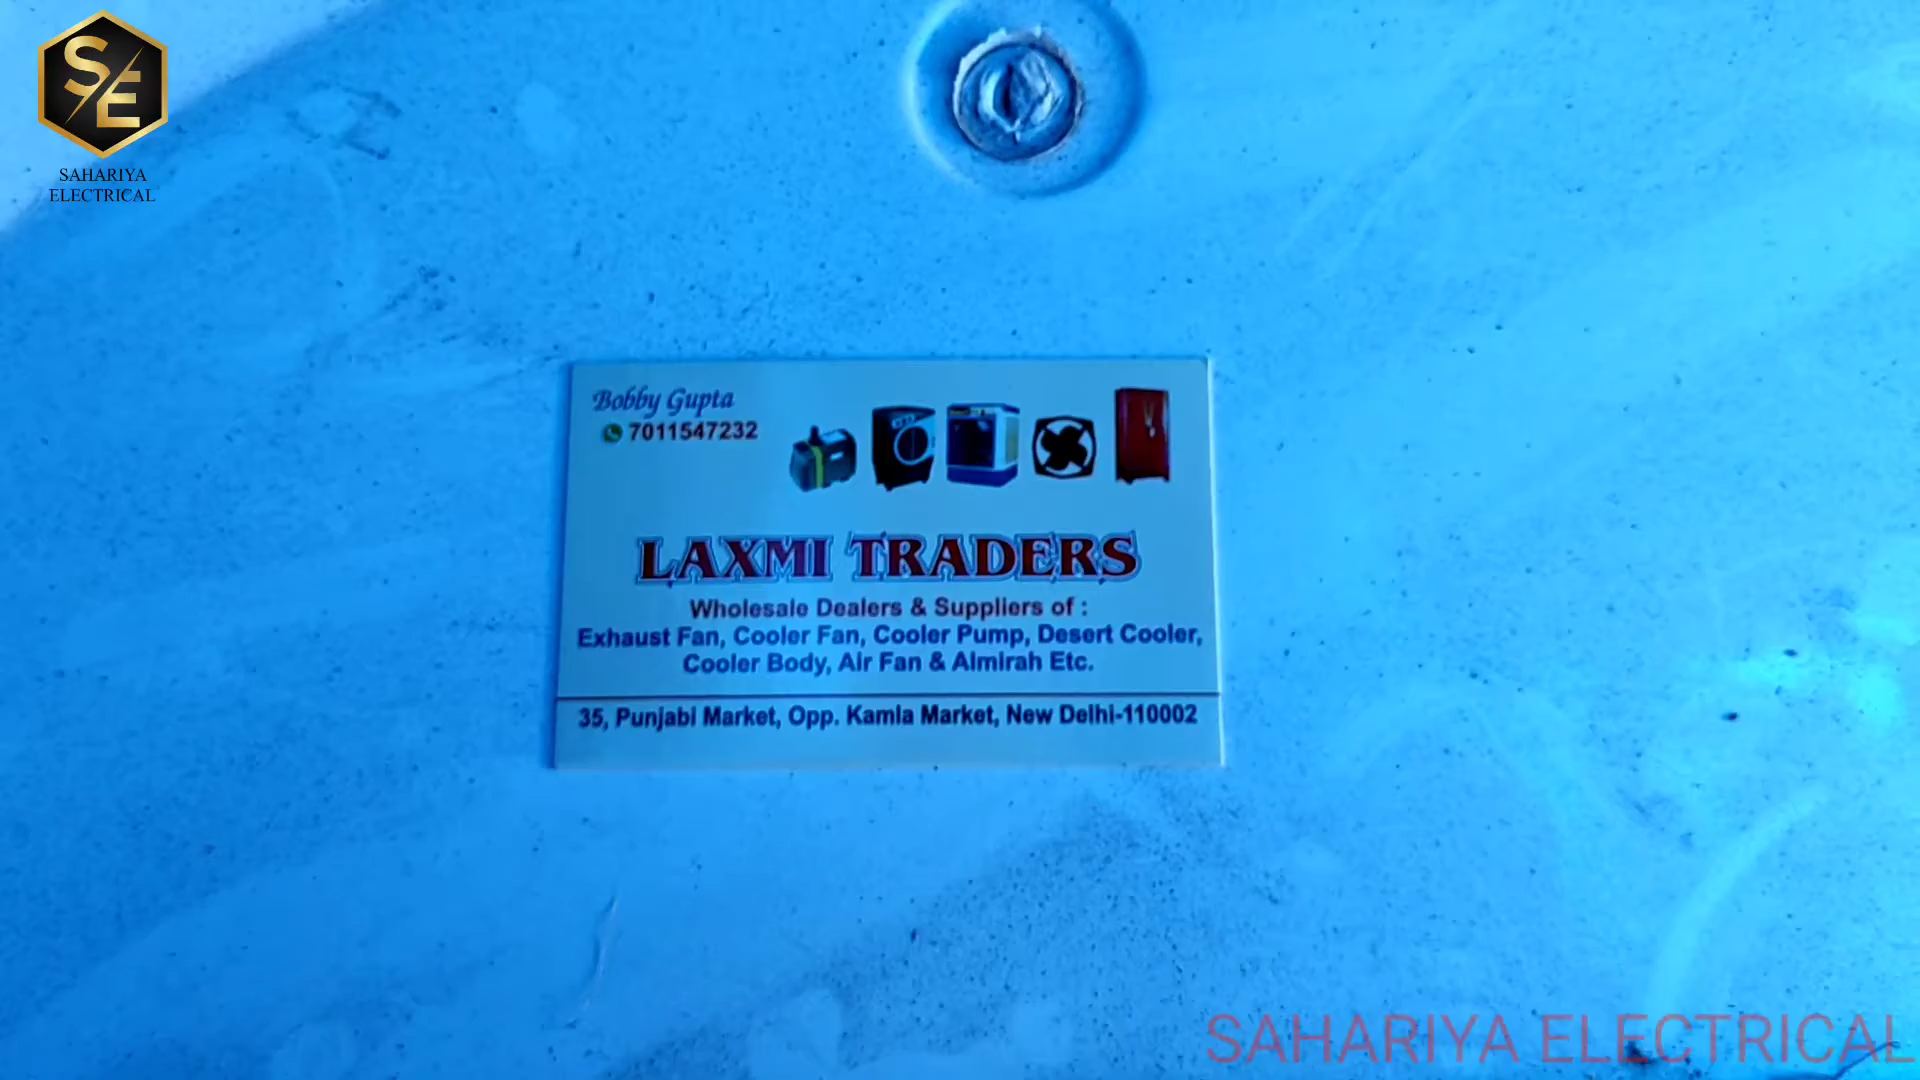 SE
SAHARIYA
ELECTRICAL
Bobby Gupta
7011547232
LAXMI TRADERS
Wholesale Dealers & Suppliers of :
Exhaust Fan, Cooler Fan, Cooler Pump, Desert Cooler,
Cooler Body, Air Fan & Almirah Etc.
35, Punjabi Market, Opp. Kamla Market, New Delhi-110002
SAHARIYA ELECTRICAL